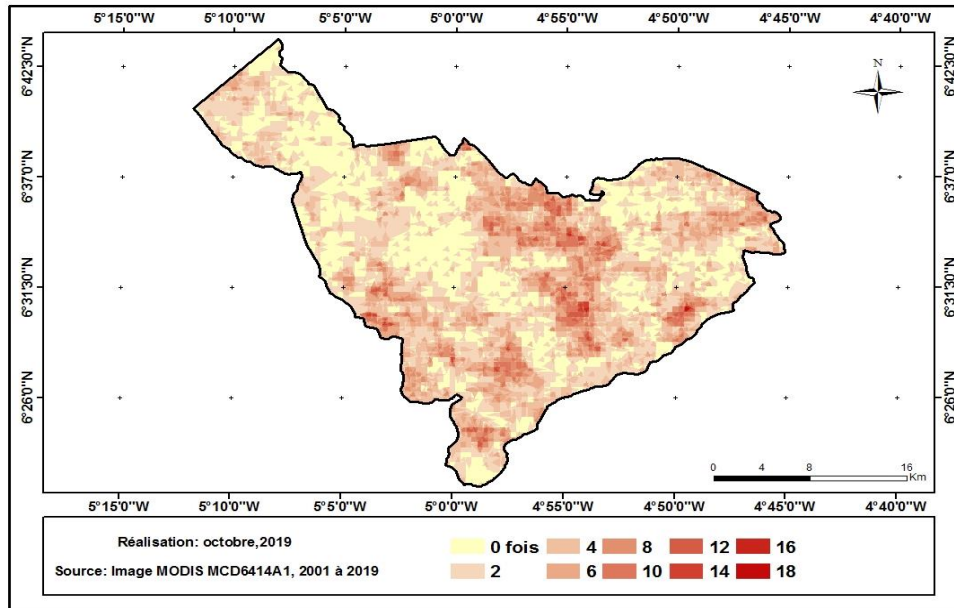 5°15'0"W 5°10'0"W 5°5'0"W 5°0'0"W 4°55'0"W 4°50'0"W 4°45'0"W 4°40'0"W
6°42'30"N 6°42'30"N
N
6°37'0"N 6°37'0"N
6°31'30"N 6°31'30"N
6°26'0"N 6°26'0"N
0 4 8 16
Km
5°15'0"W 5°10'0"W 5°5'0"W 5°0'0"W 4°55'0"W 4°50'0"W 4°45'0"W 4°40'0"W
Réalisation: octobre,2019
Source: Image MODIS MCD6414A1, 2001 à 2019
0 fois 4 8 12 16
2 6 10 14 18